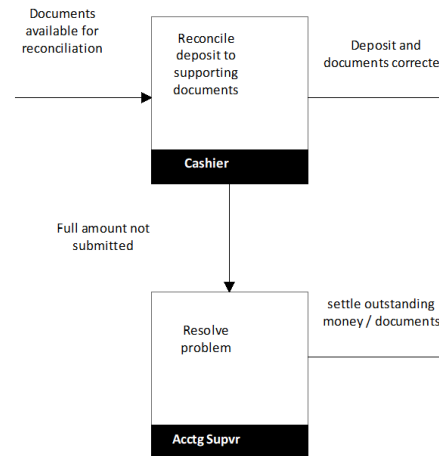 Documents
available for
reconciliation
Reconcile
deposit to
supporting
documents
Deposit and
documents correcte
Cashier
Full amount not
submitted
Resolve
problem
settle outstanding
money / documents
Acctg Supvr